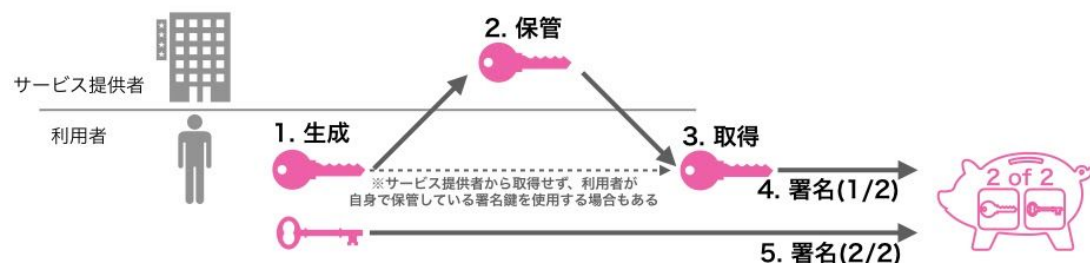 2. 保管
サービス提供者
利用者
1. 生成
3. 取得
※サービス提供者から取得せず、利用者が
自身で保管している署名鍵を使用する場合もある
4. 署名(1/2)
2 of 2
5. 署名(2/2)